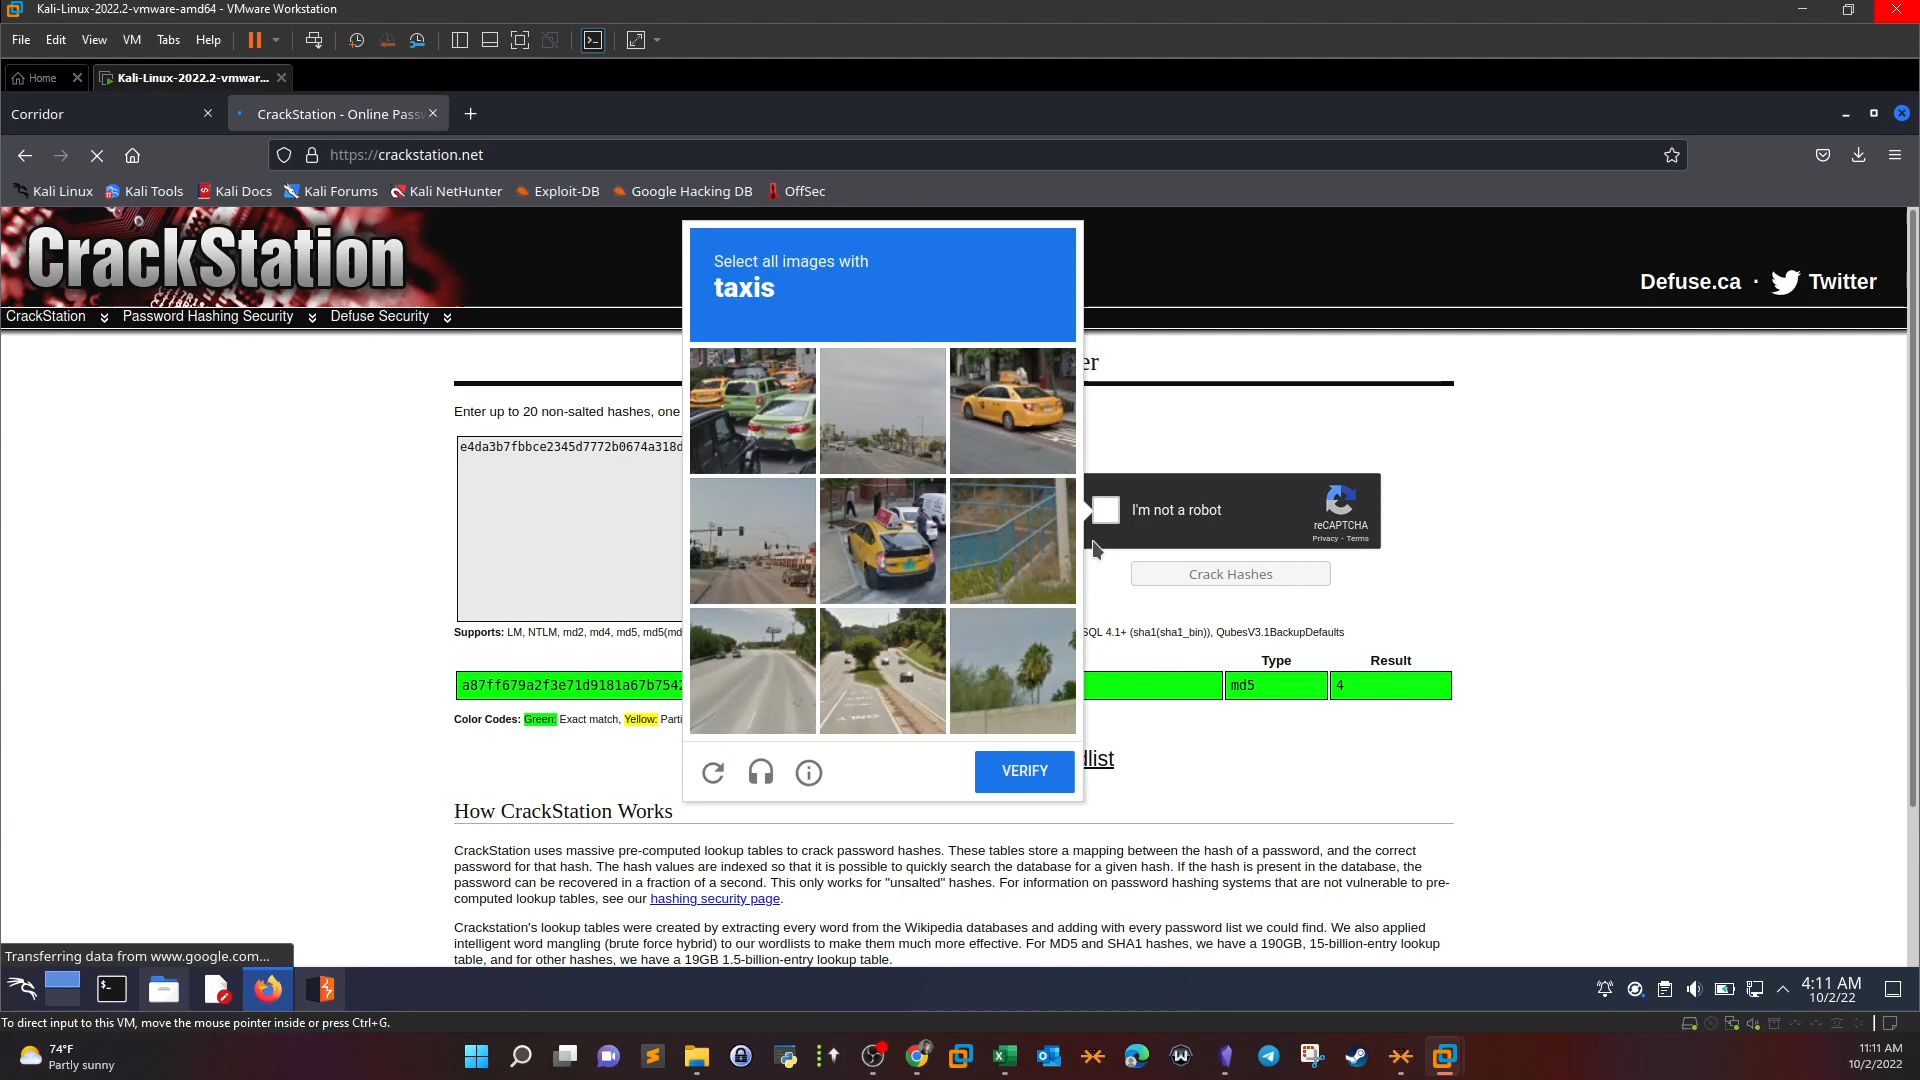 Kali-Linux-2022.2-vmware-amd64 - VMware Workstation
File Edit View VM Tabs Help
Home Kali-Linux-2022.2-vmwar...
Corridor CrackStation - Online Passw
https://crackstation.net
Kali Linux Kali Tools Kali Docs Kali Forums Kali NetHunter Exploit-DB Google Hacking DB OffSec
CrackStation
Defuse.ca · Twitter
CrackStation Password Hashing Security Defuse Security
Select all images with
taxis
er
Enter up to 20 non-salted hashes, one
e4da3b7fbbce2345d7772b0674a318d
I'm not a robot
reCAPTCHA
Privacy - Terms
Crack Hashes
Supports: LM, NTLM, md2, md4, md5, md5(md
SQL 4.1+ (sha1(sha1_bin)), QubesV3.1BackupDefaults
Type Result
a87ff679a2f3e71d9181a67b7542 md5 4
Color Codes: Green: Exact match, Yellow: Parti
dlist
VERIFY
How CrackStation Works
CrackStation uses massive pre-computed lookup tables to crack password hashes. These tables store a mapping between the hash of a password, and the correct
password for that hash. The hash values are indexed so that it is possible to quickly search the database for a given hash. If the hash is present in the database, the
password can be recovered in a fraction of a second. This only works for "unsalted" hashes. For information on password hashing systems that are not vulnerable to pre-
computed lookup tables, see our hashing security page.
Crackstation's lookup tables were created by extracting every word from the Wikipedia databases and adding with every password list we could find. We also applied
intelligent word mangling (brute force hybrid) to our wordlists to make them much more effective. For MD5 and SHA1 hashes, we have a 190GB, 15-billion-entry lookup
table, and for other hashes, we have a 19GB 1.5-billion-entry lookup table.
Transferring data from www.google.com...
4:11 AM
10/2/22
To direct input to this VM, move the mouse pointer inside or press Ctrl+G.
74°F
Partly sunny
11:11 AM
10/2/2022